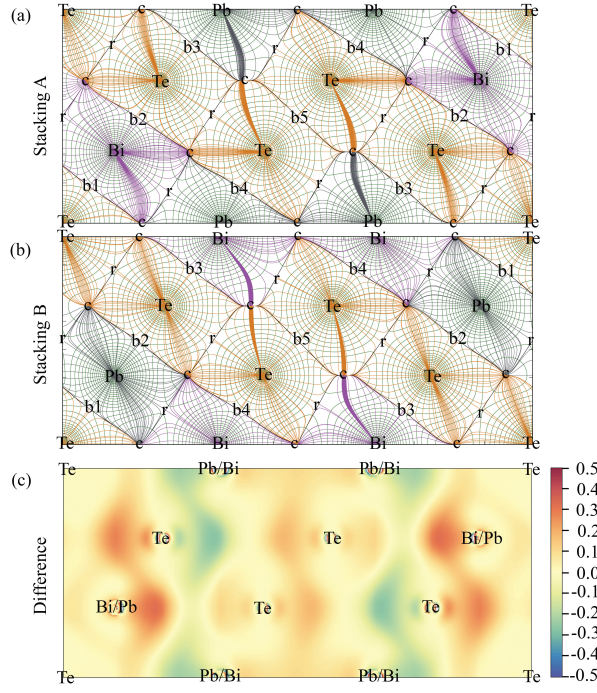 (a)
Te c Pb Pb c Te
r b3 r b4 r b1
c Te c Te c Bi
b2 r b5 r b2
Bi c Te c Te c
b1 r b4 r b3 r
Te c Pb c Pb c Te
Stacking A
(b)
Te c Bi c Bi c Te
r b3 r b4 r b1
c Te c Te c Pb
r b2 r b5 r b2 r
Pb c Te c Te c
b1 r b4 r b3 r
Te c Bi c Bi c Te
Stacking B
(c)
Te Pb/Bi Pb/Bi Te
Te Te Bi/Pb
Bi/Pb Te Te
Te Pb/Bi Pb/Bi Te
Difference
0.5
0.4
0.3
0.2
0.1
0.0
-0.1
-0.2
-0.3
-0.4
-0.5